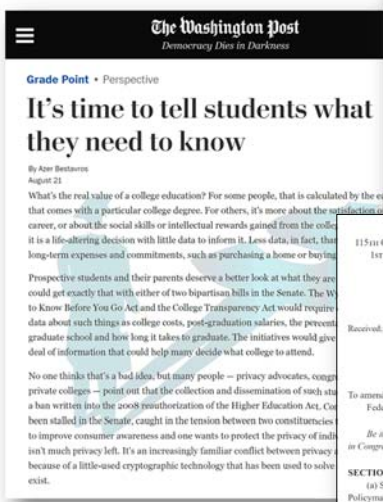 The Washington Post
Democracy Dies in Darkness
Grade Point • Perspective
It's time to tell students what
they need to know
By Azer Bestavros
August 21
What's the real value of a college education? For some people, that is calculated by the
that comes with a particular college degree. For others, it's more about the satisfaction
career, or about the social skills or intellectual rewards gained from the
it is a life-altering decision with little data to inform it. Less data, in fact,
long-term expenses and commitments, such as purchasing a home or buying
Prospective students and their parents deserve a better look at what they are
could get exactly that with either of two bipartisan bills in the Senate. The
to Know Before You Go Act and the College Transparency Act would require
data about such things as college costs, post-graduation salaries, the
graduate school and how long it takes to graduate. The initiatives would give
deal of information that could help many decide what college to attend.
No one thinks that's a bad idea, but many people — privacy advocates,
private colleges — point out that the collection and dissemination of such
a ban written into the 2008 reauthorization of the Higher Education Act.
been stalled in the Senate, caught in the tension between two constituencies
to improve consumer awareness and one wants to protect the privacy of
isn't much privacy left. It's an increasingly familiar conflict between privacy
because of a little-used cryptographic technology that has been used to solve
exist.
Received;
To amend
Be it
in
SECTION
(a)